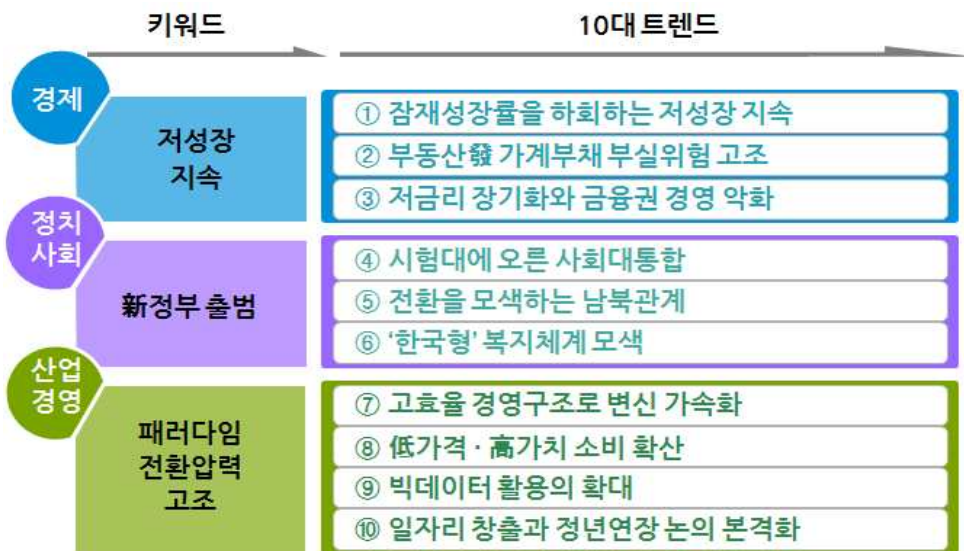 키워드
10대 트렌드
경제
저성장
지속
① 잠재성장률을 하회하는 저성장 지속
② 부동산發 가계부채 부실위험 고조
③ 저금리 장기화와 금융권 경영 악화
정치
사회
新정부 출범
④ 시험대에 오른 사회대통합
⑤ 전환을 모색하는 남북관계
⑥ ‘한국형’ 복지체계 모색
산업
경영
패러다임
전환압력
고조
⑦ 고효율 경영구조로 변신 가속화
⑧ 低가격 · 高가치 소비 확산
⑨ 빅데이터 활용의 확대
⑩ 일자리 창출과 정년연장 논의 본격화